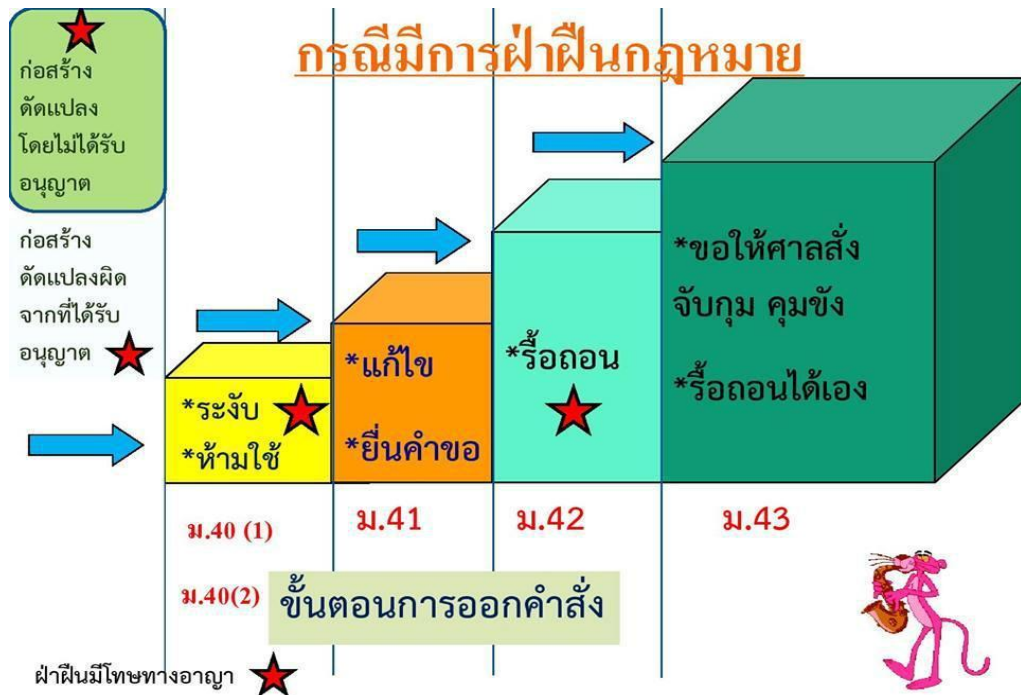 กรณีมีการฝ่าฝืนกฎหมาย
ก่อสร้าง
ดัดแปลง
โดยไม่ได้รับ
อนุญาต
ก่อสร้าง
ดัดแปลงผิด
จากที่ได้รับ
อนุญาต
*ระงับ
*ห้ามใช้
*แก้ไข
*ยื่นคำขอ
*รื้อถอน
*ขอให้ศาลสั่ง
จับกุม คุมขัง
*รื้อถอนได้เอง
ม.40 (1)
ม.40(2)
ม.41
ม.42
ม.43
ขั้นตอนการออกคำสั่ง
ฝ่าฝืนมีโทษทางอาญา